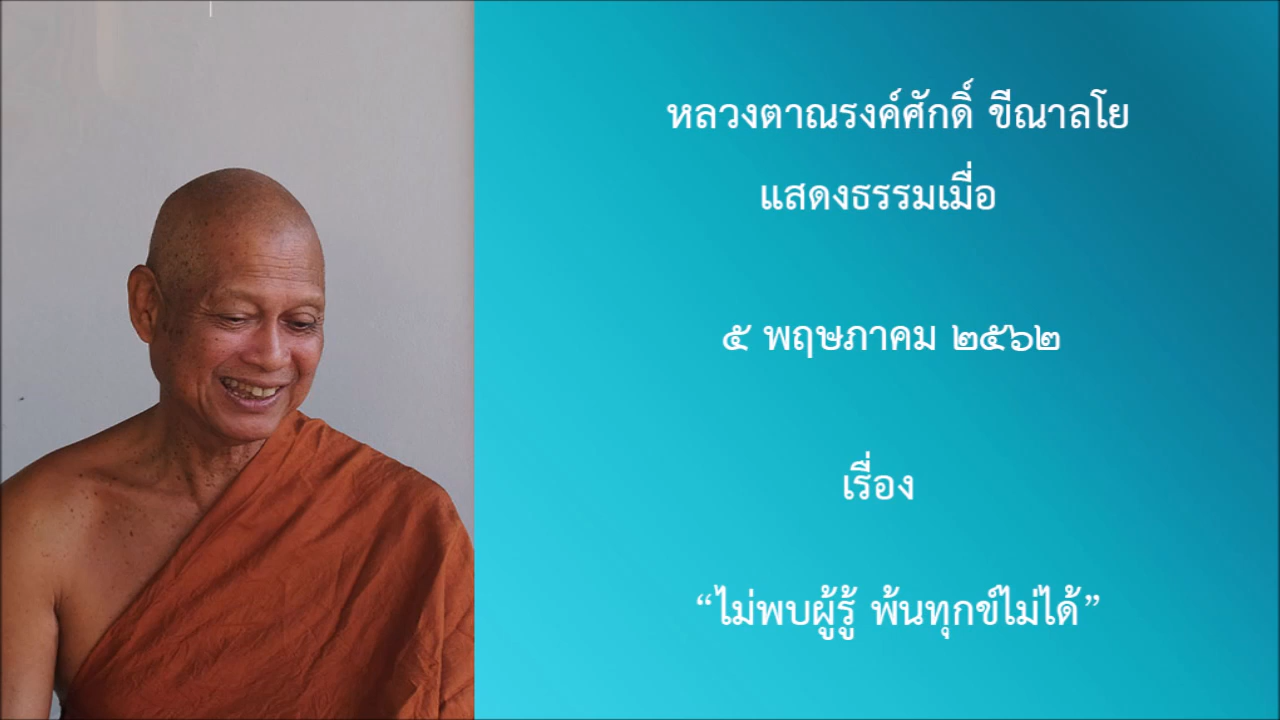 หลวงตาณรงค์ศักดิ์ ขีณาลโย
แสดงธรรมเมื่อ
๕ พฤษภาคม ๒๕๖๒
เรื่อง
“ไม่พบผู้รู้ พ้นทุกข์ไม่ได้”